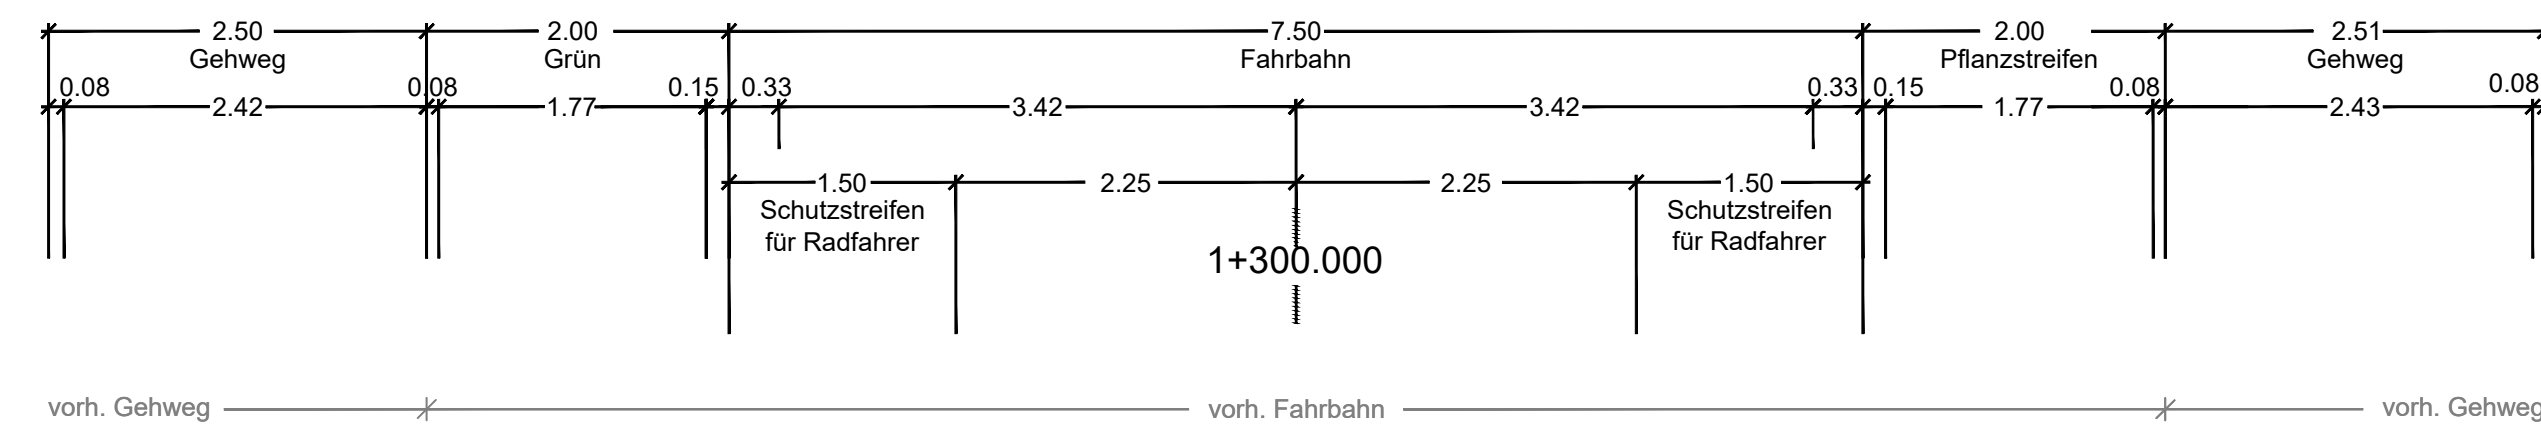 2.50 2.00 7.50 2.00 2.51
Gehweg Grün Fahrbahn Pflanzstreifen Gehweg
0.08 0.08 0.15 0.33 0.33 0.15 0.08 0.08
2.42 1.77 3.42 3.42 1.77 2.43
1.50 2.25 2.25 1.50
Schutzstreifen Schutzstreifen
für Radfahrer für Radfahrer
1+300.000
vorh. Gehweg vorh. Fahrbahn vorh. Gehweg